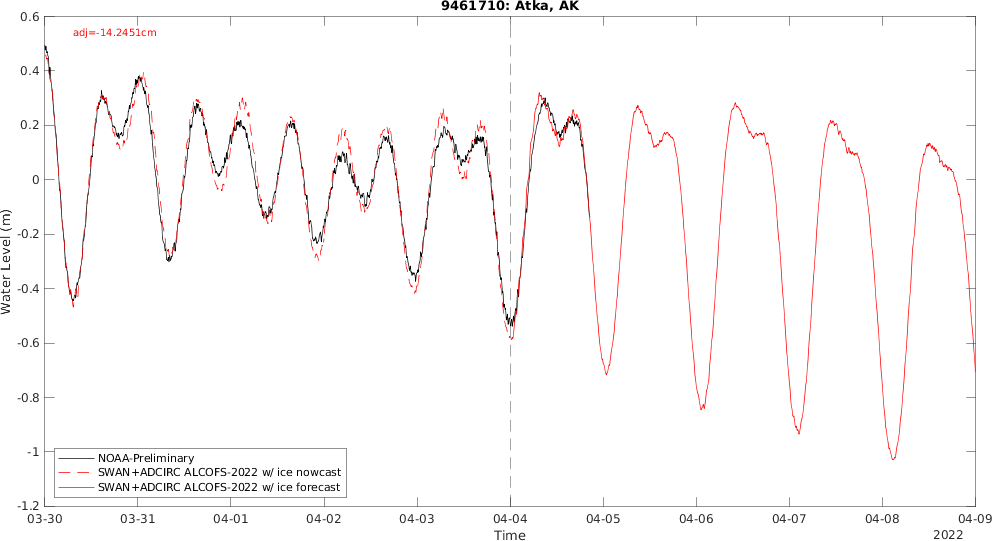 9461710: Atka, AK
adj=-14.2451cm
0.6
0.4
0.2
0
-0.2
-0.4
-0.6
-0.8
-1
-1.2
Water Level (m)
NOAA-Preliminary
SWAN+ADCIRC ALCOFS-2022 w/ ice nowcast
SWAN+ADCIRC ALCOFS-2022 w/ ice forecast
03-30 03-31 04-01 04-02 04-03 04-04 04-05 04-06 04-07 04-08 04-09
Time
2022